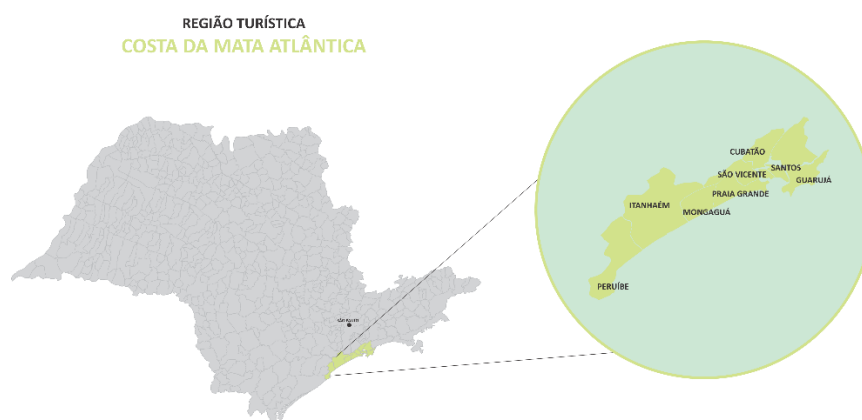 REGIÃO TURÍSTICA
COSTA DA MATA ATLÂNTICA
CUBATÃO
SANTOS
SÃO VICENTE
GUARUJÁ
PRAIA GRANDE
ITANHAÉM
MONGAGUÁ
PERUÍBE